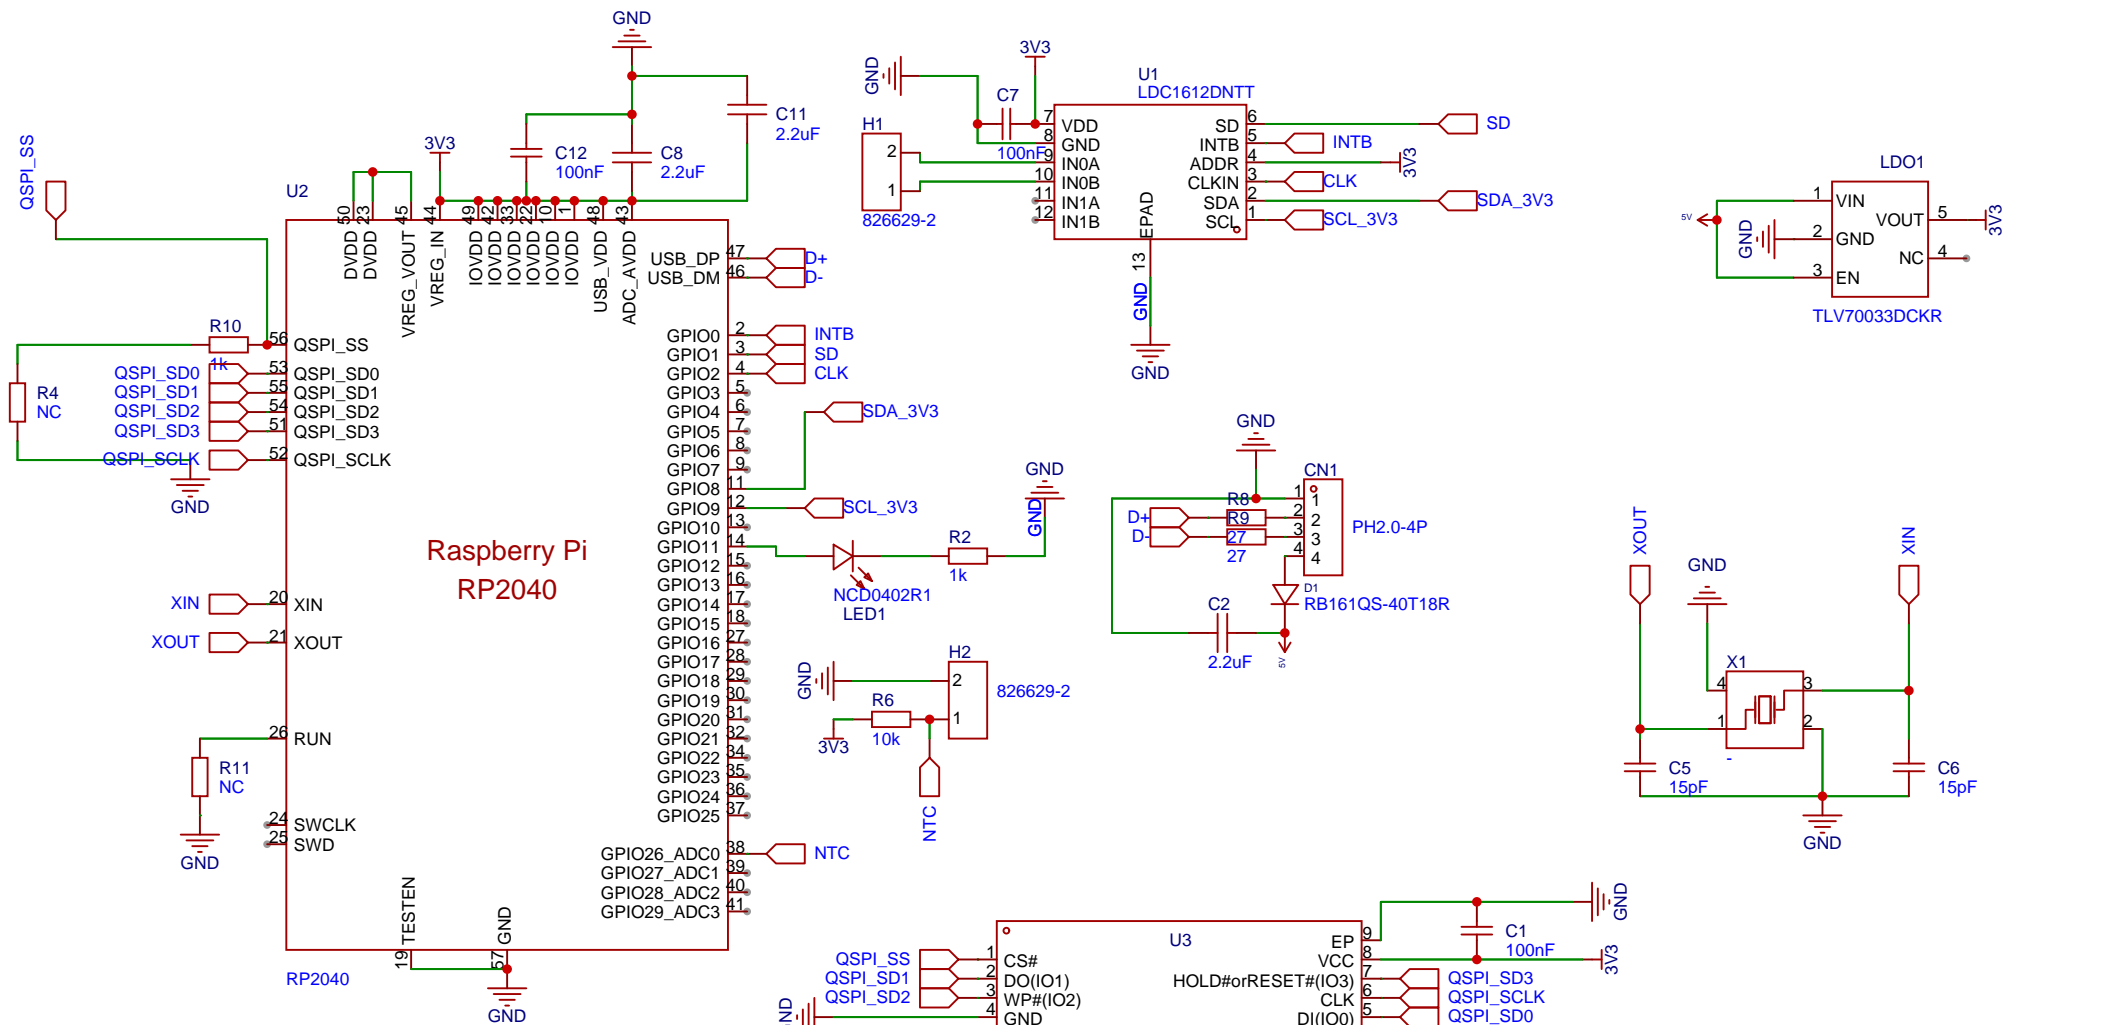 GND
C11
2.2uF
C12
100nF
C8
2.2uF
3V3
QSPI_SS
U2
50
23
45
44
49
42
33
22
10
1
48
43
DVDD
DVDD
VREG_VOUT
VREG_IN
IOVDD
IOVDD
IOVDD
IOVDD
IOVDD
IOVDD
USB_VDD
ADC_AVDD
R10
1k
R4
NC
56 QSPI_SS
QSPI_SD0 53 QSPI_SD0
QSPI_SD1 55 QSPI_SD1
QSPI_SD2 54 QSPI_SD2
QSPI_SD3 51 QSPI_SD3
QSPI_SCLK 52 QSPI_SCLK
GND
Raspberry Pi
RP2040
XIN 20 XIN
XOUT 21 XOUT
26 RUN
R11
NC
GND
24 SWCLK
25 SWD
19 TESTEN
57 GND
RP2040
GND
USB_DP 47 D+
USB_DM 46 D-
GPIO0 2 INTB
GPIO1 3 SD
GPIO2 4 CLK
GPIO3 5
GPIO4 6
GPIO5 7
GPIO6 8
GPIO7 9
GPIO8 11
SDA_3V3
GPIO9 12 SCL_3V3
GPIO10 13
GPIO11 14
GPIO12 15
GPIO13 16
GPIO14 17
GPIO15 18
GPIO16 27
GPIO17 28
GPIO18 29
GPIO19 30
GPIO20 31
GPIO21 32
GPIO22 34
GPIO23 35
GPIO24 36
GPIO25 37
GPIO26_ADC0 38 NTC
GPIO27_ADC1 39
GPIO28_ADC2 40
GPIO29_ADC3 41
NCD0402R1
LED1
R2
1k
GND
GND
H2
2
1
826629-2
GND
R6
10k
3V3
NTC
GND
3V3
C7
100nF
H1
2
1
826629-2
U1
LDC1612DNTT
7 VDD
8 GND
9 IN0A
10 IN0B
11 IN1A
12 IN1B
SD 6 SD
INTB 5 INTB
ADDR 4 3V3
CLKIN 3 CLK
SDA 2 SDA_3V3
SCL 1 SCL_3V3
EPAD
13
GND
GND
LDO1
5V
GND
1 VIN
2 GND
3 EN
VOUT 5 3V3
NC 4
TLV70033DCKR
GND
CN1
R8
R9
27
27
D+
D-
1 1
2 2
3 3
4 4
PH2.0-4P
D1
RB161QS-40T18R
C2
2.2uF
5V
XOUT
XIN
GND
X1
4
3
1
2
-
C5
15pF
C6
15pF
GND
U3
QSPI_SS 1 CS#
QSPI_SD1 2 DO(IO1)
QSPI_SD2 3 WP#(IO2)
GND 4 GND
EP 9
VCC 8
HOLD#orRESET#(IO3) 7 QSPI_SD3
CLK 6 QSPI_SCLK
DI(IO0) 5 QSPI_SD0
C1
100nF
GND
3V3